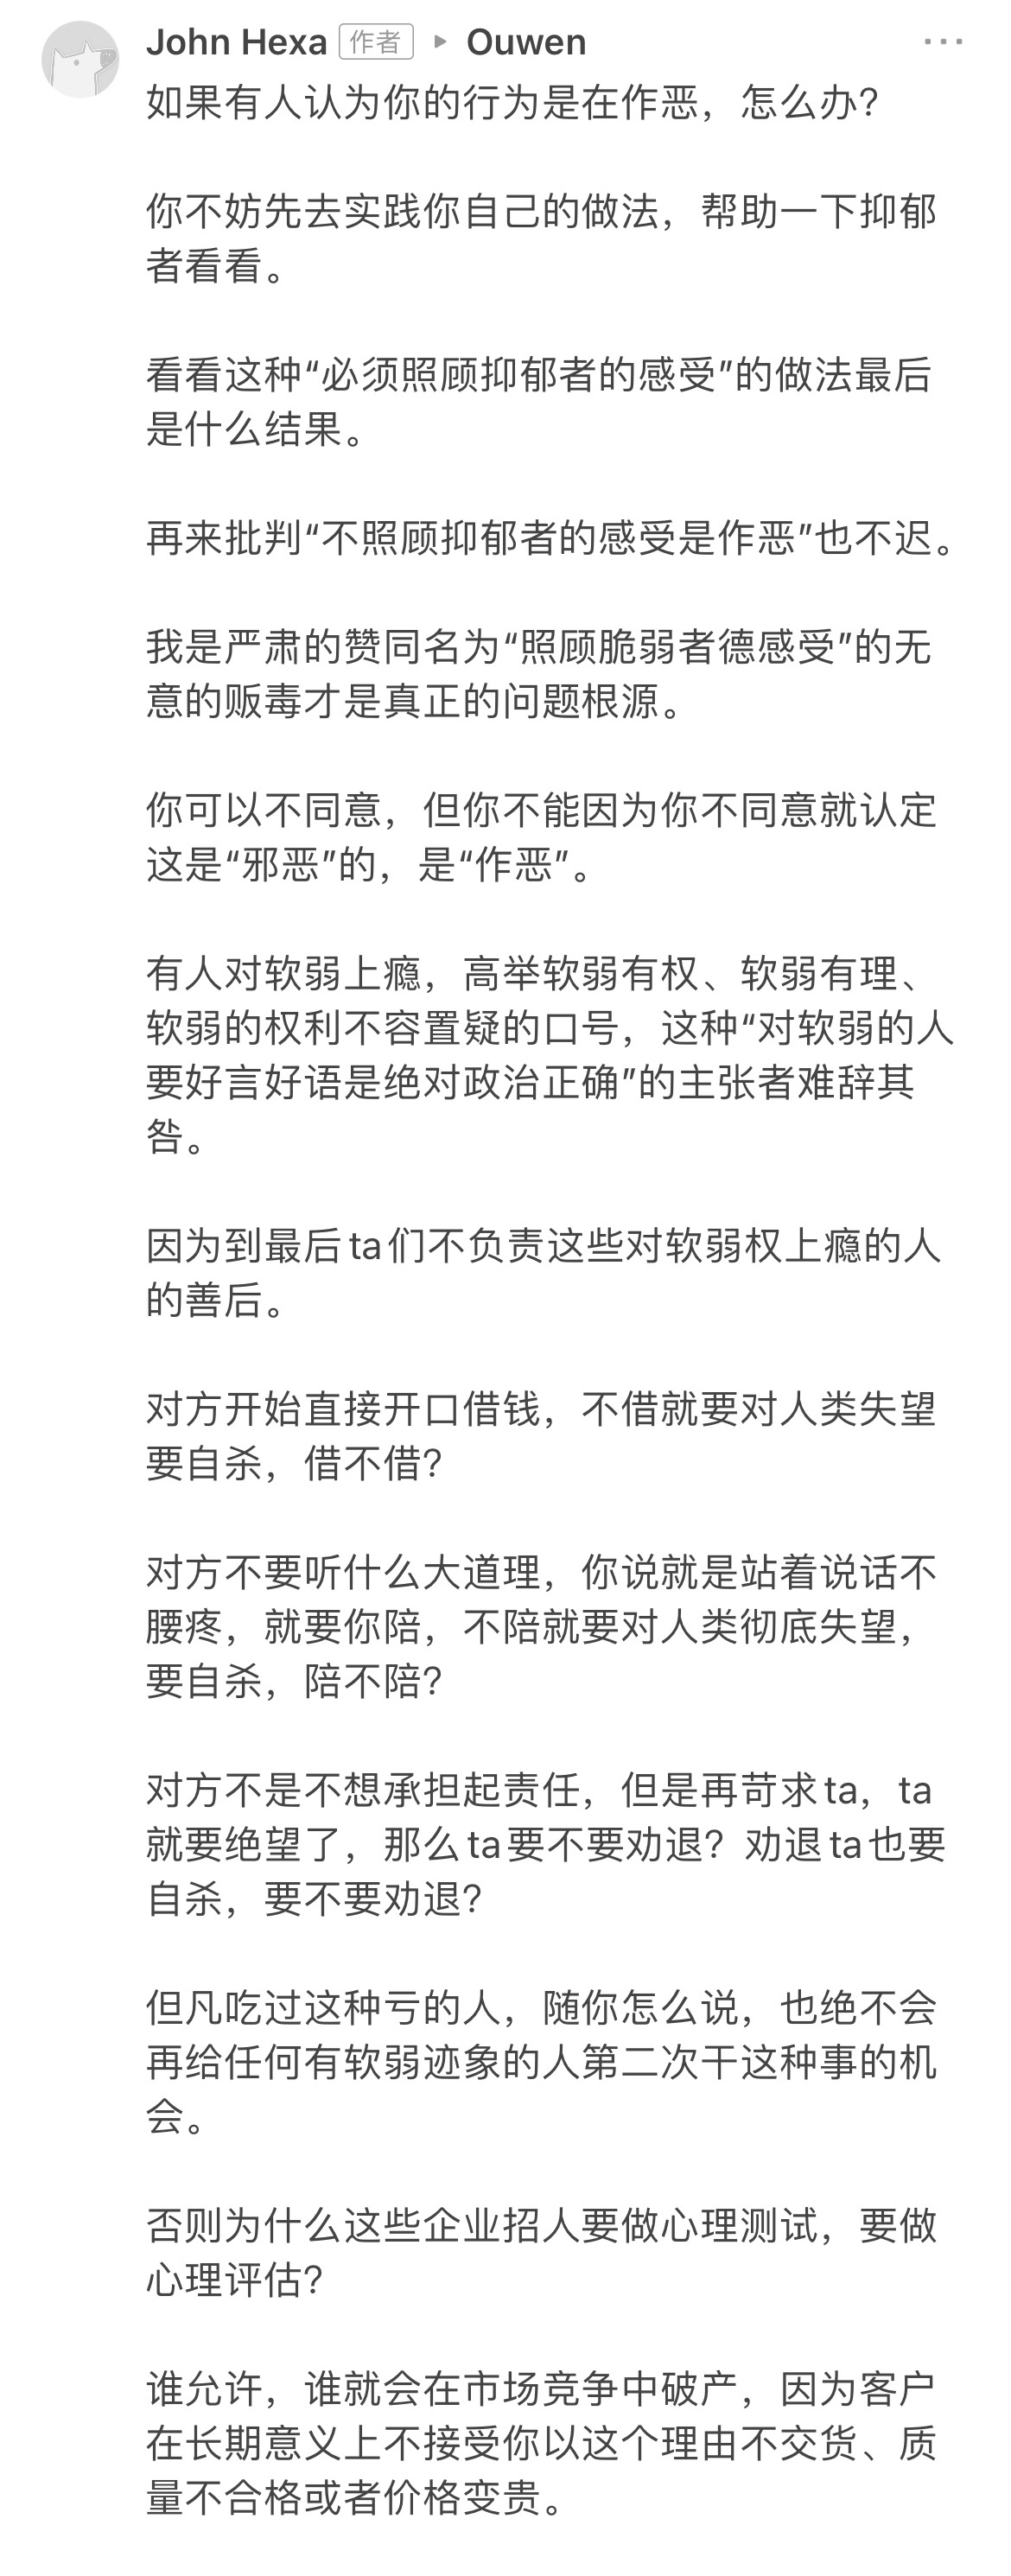 John Hexa 作者 ▸ Ouwen ···
如果有人认为你的行为是在作恶，怎么办?
你不妨先去实践你自己的做法，帮助一下抑郁
者看看。
看看这种“必须照顾抑郁者的感受”的做法最后
是什么结果。
再来批判“不照顾抑郁者的感受是作恶”也不迟。
我是严肃的赞同名为“照顾脆弱者德感受”的无
意的贩毒才是真正的问题根源。
你可以不同意，但你不能因为你不同意就认定
这是“邪恶”的，是“作恶”。
有人对软弱上瘾，高举软弱有权、软弱有理、
软弱的权利不容置疑的口号，这种“对软弱的人
要好言好语是绝对政治正确”的主张者难辞其
咎。
因为到最后ta们不负责这些对软弱权上瘾的人
的善后。
对方开始直接开口借钱，不借就要对人类失望
要自杀，借不借?
对方不要听什么大道理，你说就是站着说话不
腰疼，就要你陪，不陪就要对人类彻底失望，
要自杀，陪不陪?
对方不是不想承担起责任，但是再苛求ta，ta
就要绝望了，那么ta要不要劝退? 劝退ta也要
自杀，要不要劝退?
但凡吃过这种亏的人，随你怎么说，也绝不会
再给任何有软弱迹象的人第二次干这种事的机
会。
否则为什么这些企业招人要做心理测试，要做
心理评估?
谁允许，谁就会在市场竞争中破产，因为客户
在长期意义上不接受你以这个理由不交货、质
量不合格或者价格变贵。